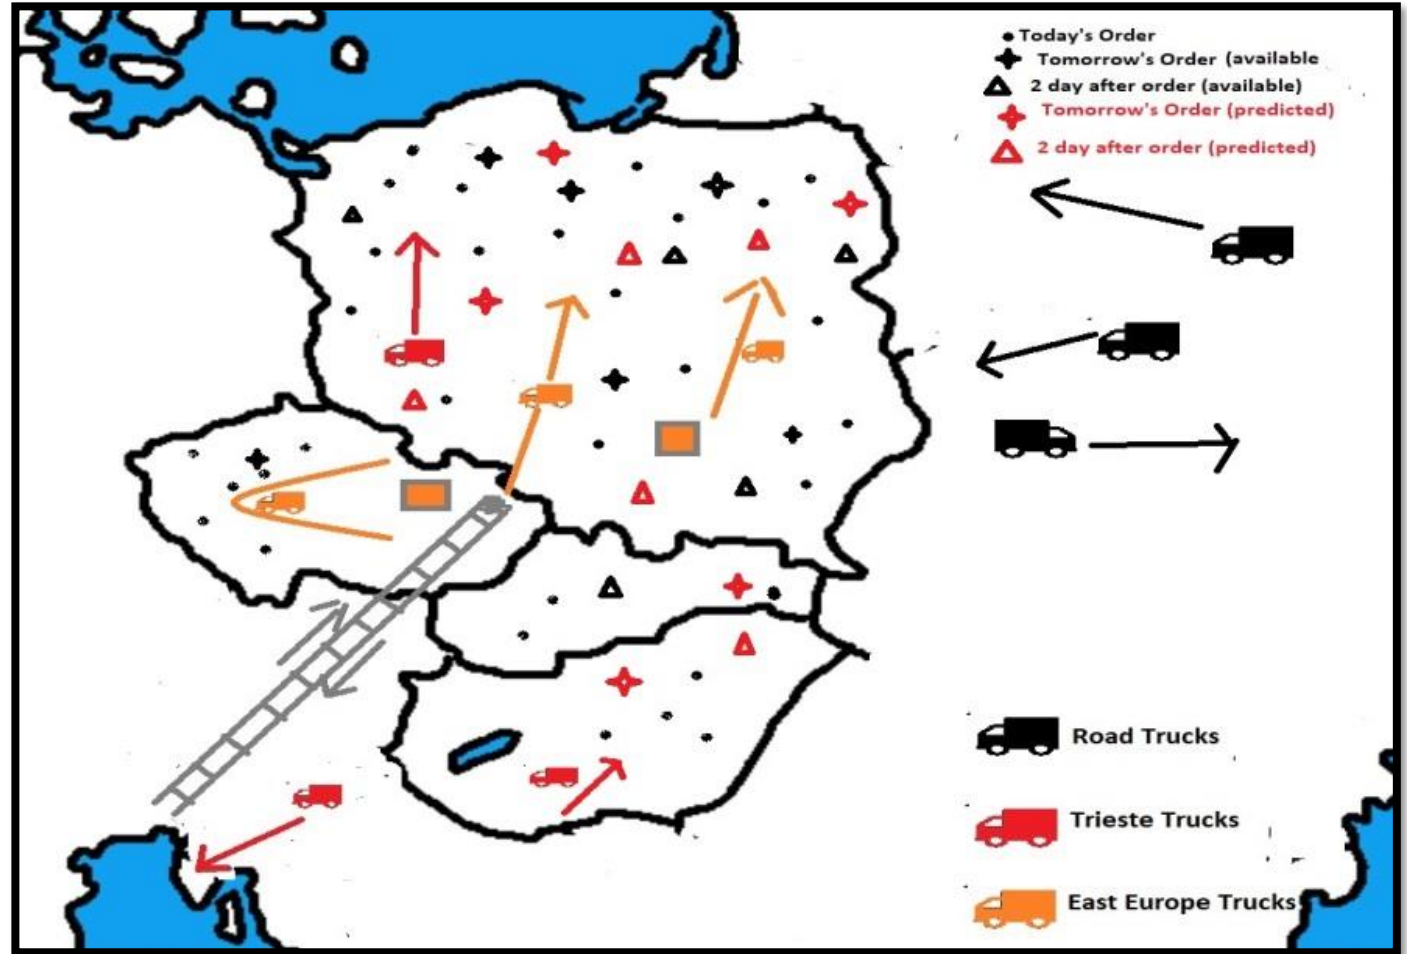 Today's Order
Tomorrow's Order (available
2 day after order (available)
Tomorrow's Order (predicted)
2 day after order (predicted)
Road Trucks
Trieste Trucks
East Europe Trucks